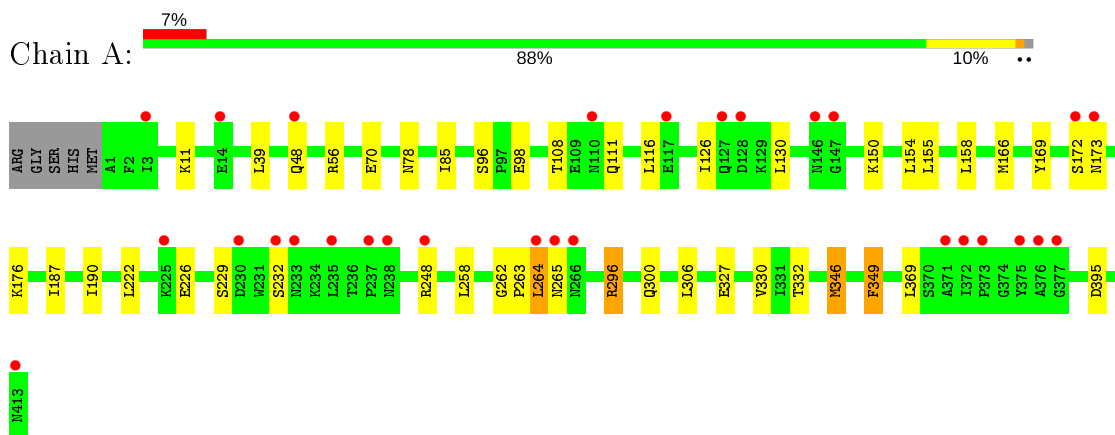 7%
Chain A:
88% 10% ••
ARG GLY SER HIS MET A1 F2 I3 K11 E14 L39 Q48 R56 E70 N78 I85 S96 P97 E98 T108 E109 N110 Q111 L116 E117 I126 Q127 D128 K129 L130 N146 G147 K150 L154 L155 L158 M166 Y169 S172 N173
K176 I187 I190 L222 K225 E226 S229 D230 W231 S232 N233 K234 L235 T236 P237 N238 R248 L258 G262 P263 L264 N265 N266 R296 Q300 L306 E327 V330 I331 T332 M346 F349 L369 S370 A371 I372 P373 G374 Y375 A376 G377 D395
N413